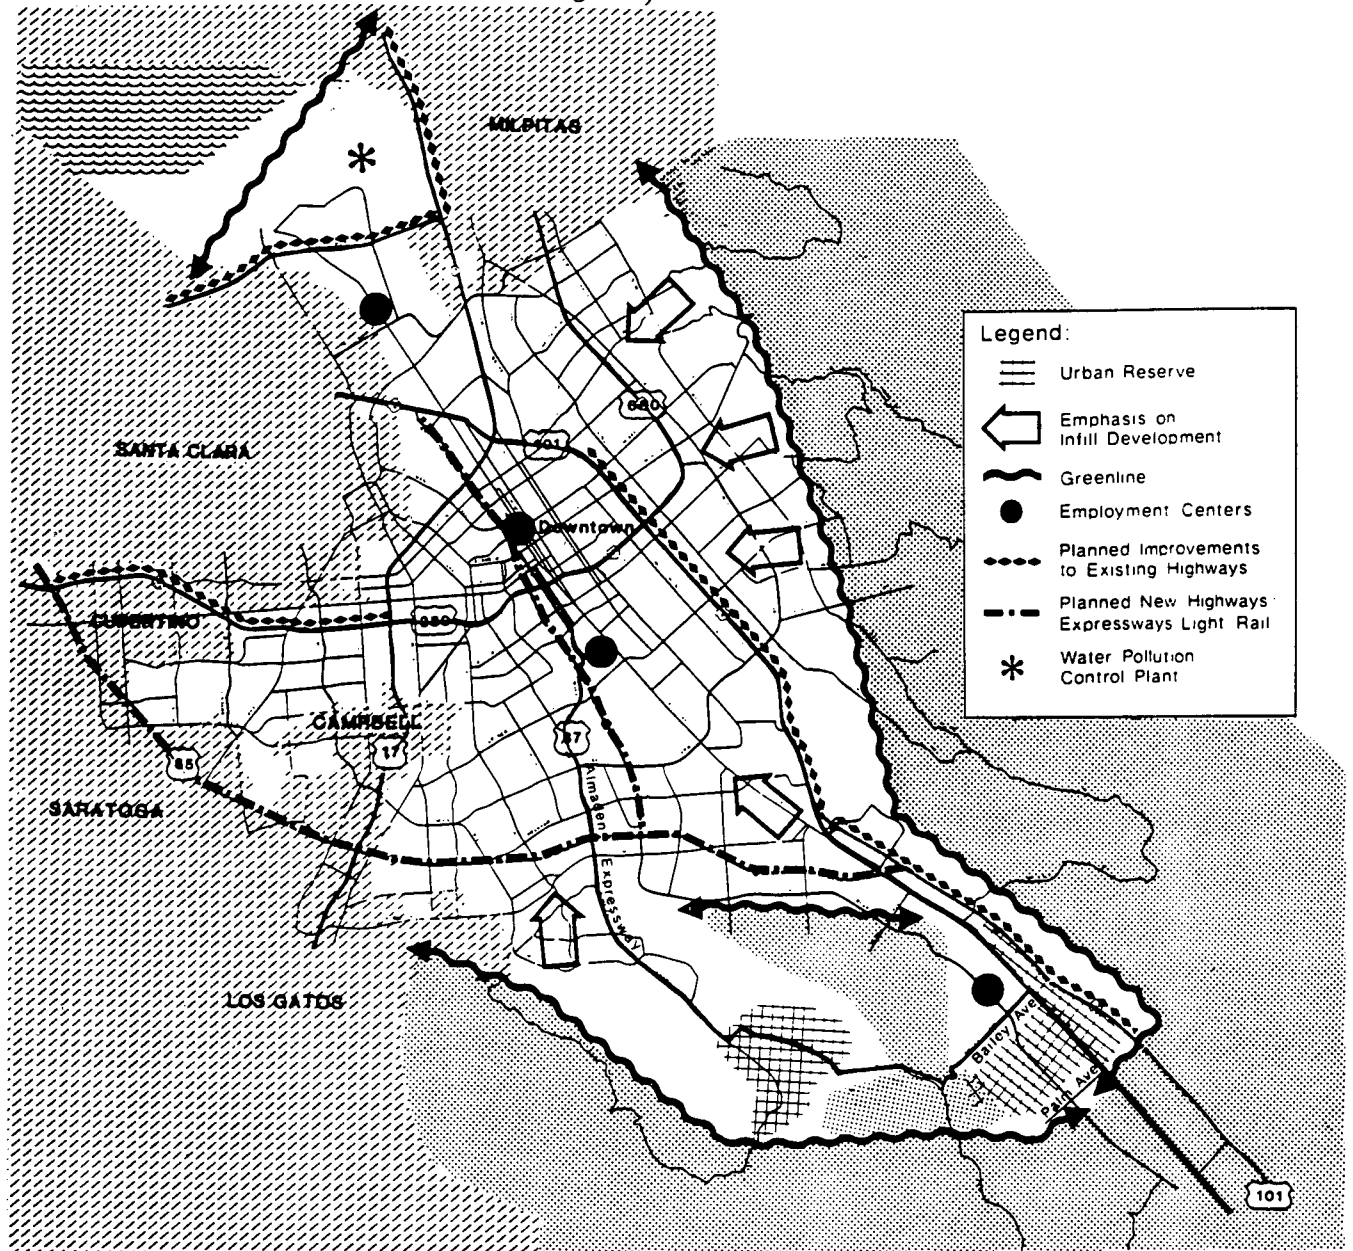 MILPITAS
Legend:
Urban Reserve
Emphasis on
Infill Development
Greenline
Employment Centers
Planned Improvements
to Existing Highways
Planned New Highways
Expressways Light Rail
Water Pollution
Control Plant
680
SANTA CLARA
101
Downtown
CUPERTINO
280
CAMPBELL
17
87
85
SARATOGA
Almaden Expressway
LOS GATOS
Bailey Ave
Palm Ave
101